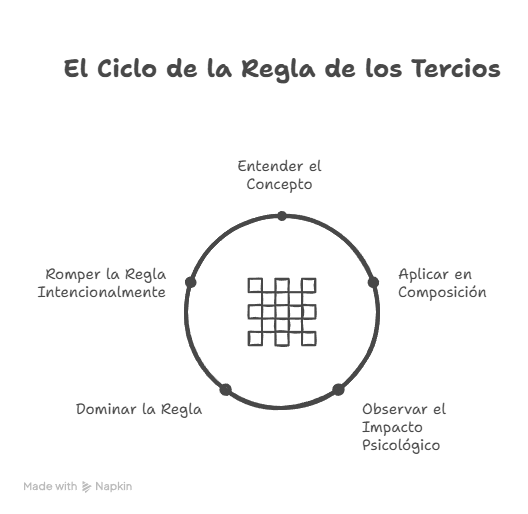 El Ciclo de la Regla de los Tercios
Entender el
Concepto
Romper la Regla
Intencionalmente
Aplicar en
Composición
Dominar la Regla
Observar el
Impacto
Psicológico
Made with Napkin